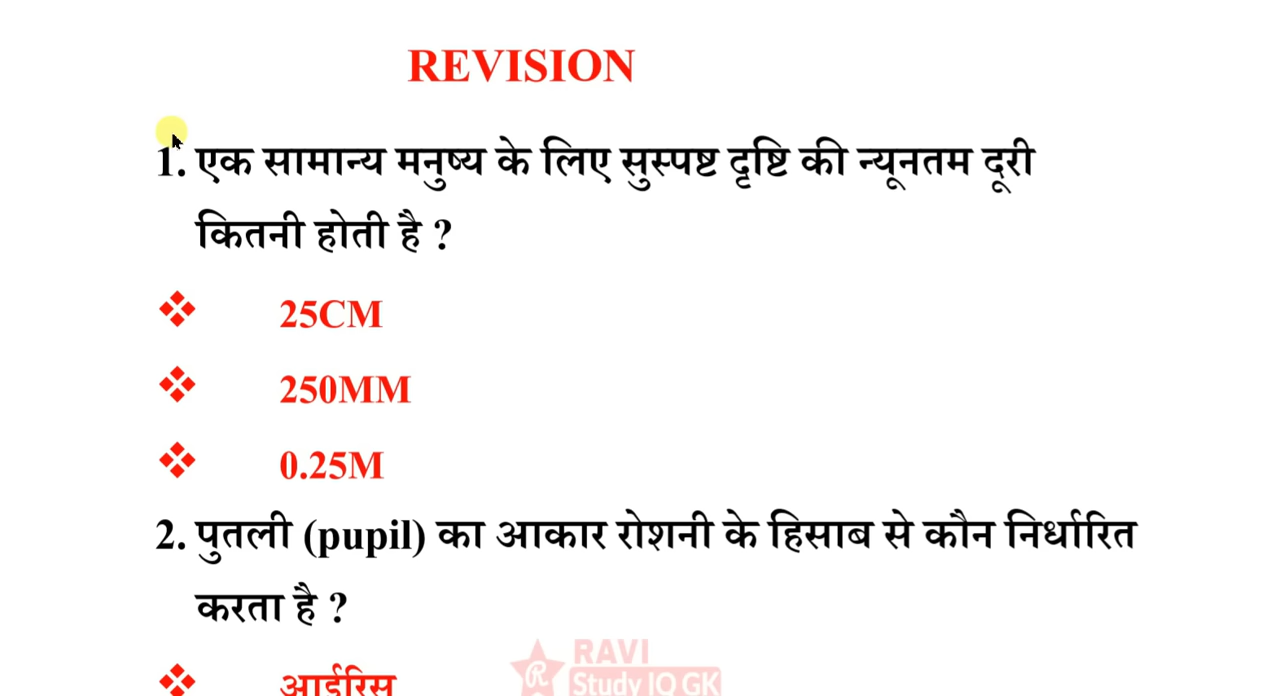 REVISION
1. एक सामान्य मनुष्य के लिए सुस्पष्ट दृष्टि की न्यूनतम दूरी
कितनी होती है ?
❖ 25CM
❖ 250MM
❖ 0.25M
2. पुतली (pupil) का आकार रोशनी के हिसाब से कौन निर्धारित
करता है ?
❖ आईरिस
RAVI
Study IQ GK